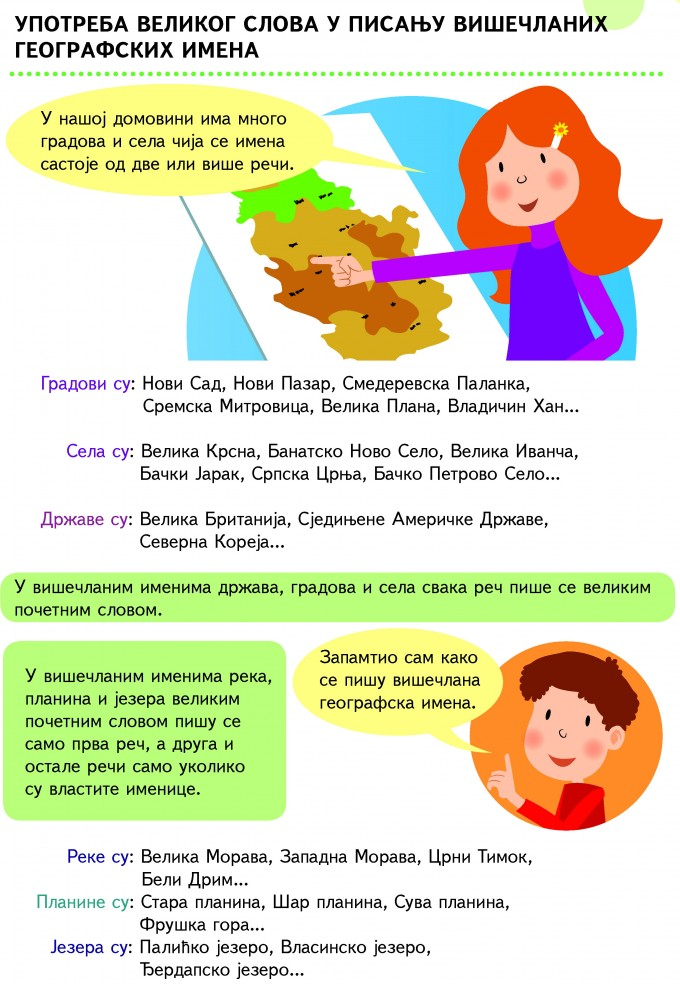 УПОТРЕБА ВЕЛИКОГ СЛОВА У ПИСАЊУ ВИШЕЧЛАНИХ
ГЕОГРАФСКИХ ИМЕНА
У нашој домовини има много
градова и села чија се имена
састоје од две или више речи.
Градови су: Нови Сад, Нови Пазар, Смедеревска Паланка,
Сремска Митровица, Велика Плана, Владичин Хан...
Села су: Велика Крсна, Банатско Ново Село, Велика Иванча,
Бачки Јарак, Српска Црња, Бачко Петрово Село...
Државе су: Велика Британија, Сједињене Америчке Државе,
Северна Кореја...
У вишечланим именима држава, градова и села свака реч пише се великим
почетним словом.
У вишечланим именима река,
планина и језера великим
почетним словом пишу се
само прва реч, а друга и
остале речи само уколико
су властите именице.
Запамтио сам како
се пишу вишечлана
географска имена.
Реке су: Велика Морава, Западна Морава, Црни Тимок,
Бели Дрим...
Планине су: Стара планина, Шар планина, Сува планина,
Фрушка гора...
Језера су: Палићко језеро, Власинско језеро,
Ђердапско језеро...